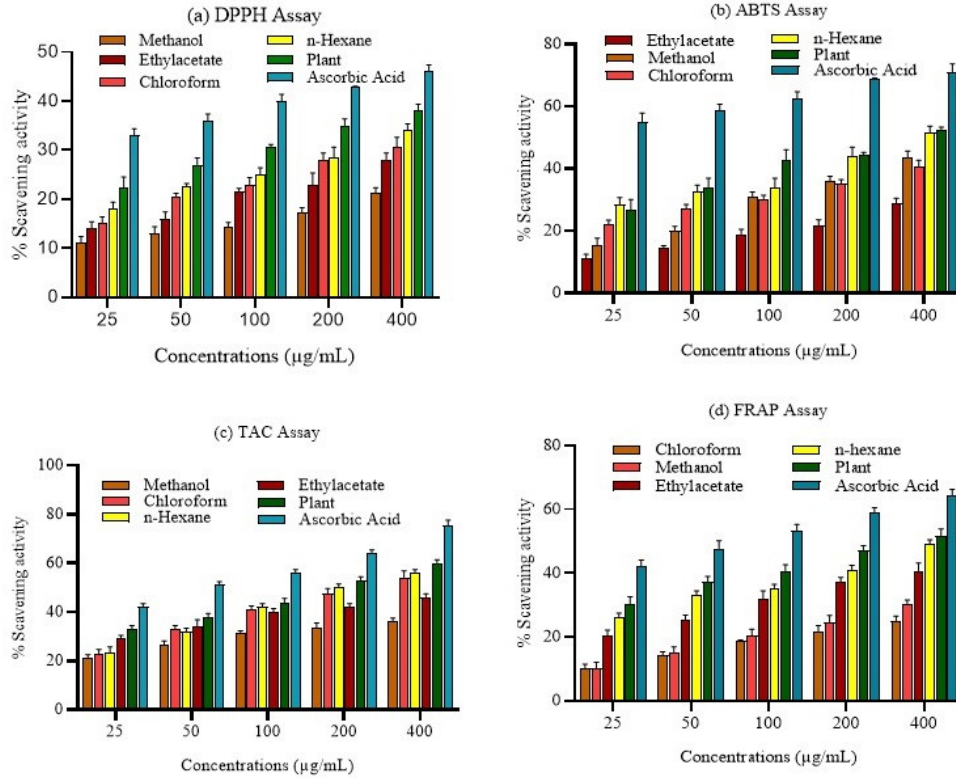 (a) DPPH Assay
Methanol
Ethylacetate
Chloroform
n-Hexane
Plant
Ascorbic Acid
50
40
30
20
10
0
% Scavening activity
25 50 100 200 400
Concentrations (µg/mL)
(b) ABTS Assay
Ethylacetate
Methanol
Chloroform
n-Hexane
Plant
Ascorbic Acid
80
60
40
20
0
% Scavening activity
25 50 100 200 400
Concentrations (µg/mL)
(c) TAC Assay
Methanol
Chloroform
n-Hexane
Ethylacetate
Plant
Ascorbic Acid
100
80
60
40
20
0
% Scavening activity
25 50 100 200 400
Concentrations (µg/mL)
(d) FRAP Assay
Chloroform
Methanol
Ethylacetate
n-hexane
Plant
Ascorbic Acid
80
60
40
20
0
% Scavening activity
25 50 100 200 400
Concentrations (µg/mL)